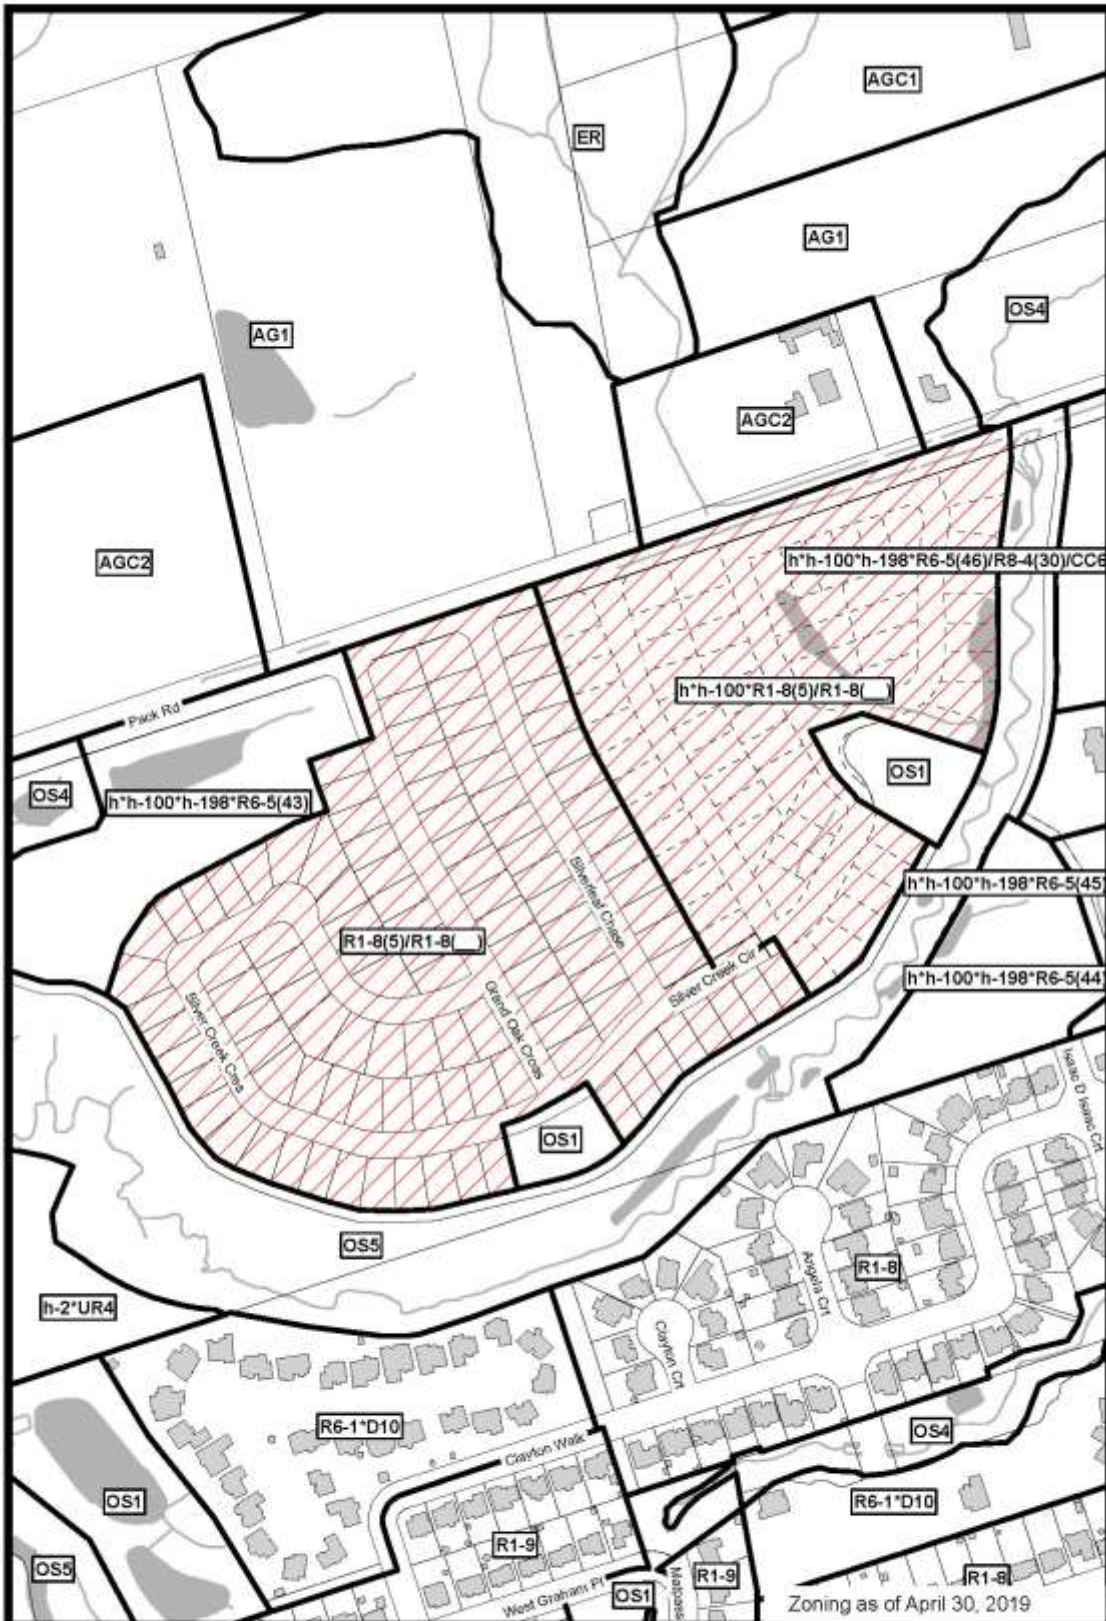 AGC1
ER
AG1
OS4
AG1
AGC2
AGC2
h*h-100*h-198*R6-5(46)/R8-4(30)/CC6
h*h-100*R1-8(5)/R1-8(__)
Pack Rd
OS1
OS4
h*h-100*h-198*R6-5(43)
Silverleaf Chase
h*h-100*h-198*R6-5(45)
R1-8(5)/R1-8(__)
Silver Creek Cir
h*h-100*h-198*R6-5(44)
Silver Creek Cres
Grand Oak Cross
Isaac D Isaac Crt
OS1
OS5
Angela Crt
R1-8
h-2*UR4
Clayton Crt
R6-1*D10
OS4
Clayton Walk
OS1
R6-1*D10
R1-9
OS5
R1-9
R1-8
West Graham Pl
OS1
Zoning as of April 30, 2019